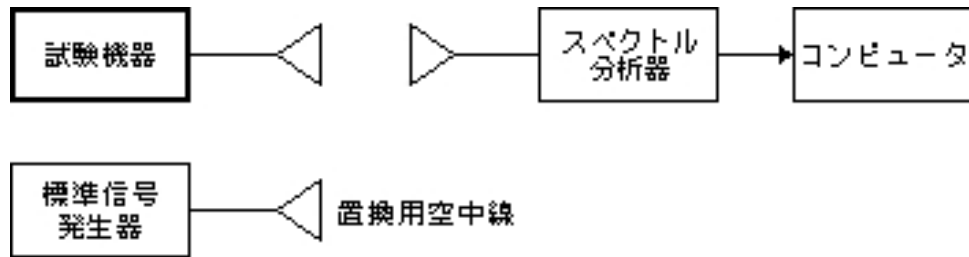 試験機器
スペクトル
分析器
コンピュータ
標準信号
発生器
置換用空中線